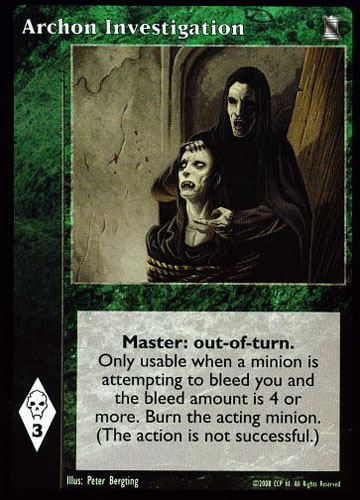 Archon Investigation
Master: out-of-turn.
Only usable when a minion is
attempting to bleed you and
the bleed amount is 4 or
more. Burn the acting minion.
(The action is not successful.)
3
Illus: Peter Bergting
©2008 CCP hf. All Rights Reserved